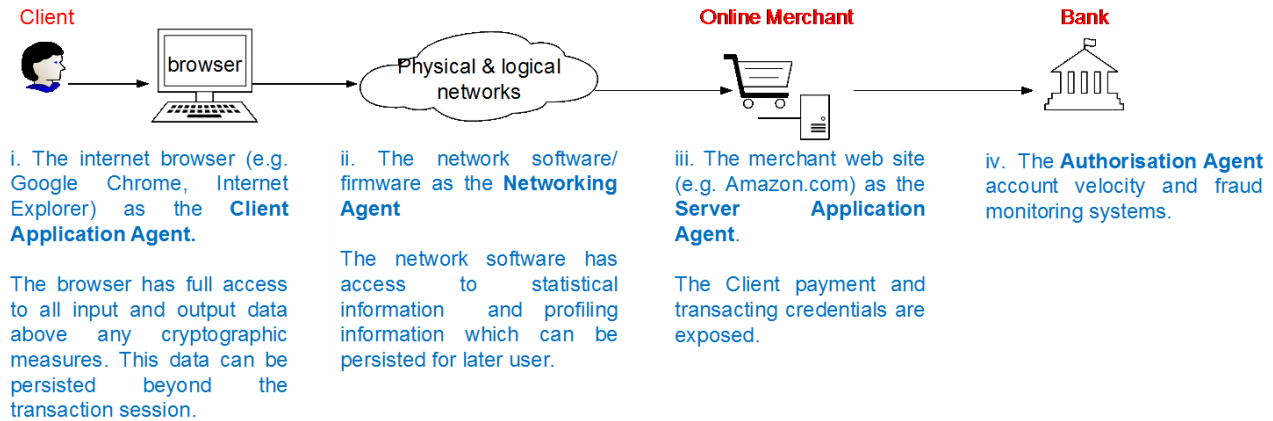 Client
Online Merchant
Bank
browser
Physical & logical
networks
i. The internet browser (e.g.
Google Chrome, Internet
Explorer) as the Client
Application Agent.
The browser has full access
to all input and output data
above any cryptographic
measures. This data can be
persisted beyond the
transaction session.
ii. The network software/
firmware as the Networking
Agent
The network software has
access to statistical
information and profiling
information which can be
persisted for later user.
iii. The merchant web site
(e.g. Amazon.com) as the
Server Application
Agent.
The Client payment and
transacting credentials are
exposed.
iv. The Authorisation Agent
account velocity and fraud
monitoring systems.